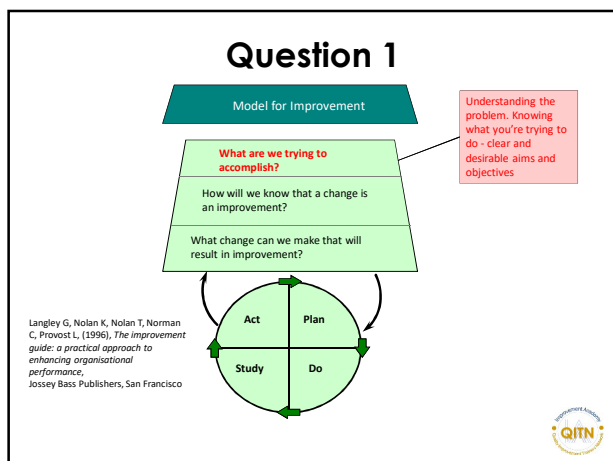 Question 1
Model for Improvement
Understanding the
problem. Knowing
what you're trying to
do - clear and
desirable aims and
objectives
What are we trying to
accomplish?
How will we know that a change is
an improvement?
What change can we make that will
result in improvement?
Act
Plan
Study
Do
Langley G, Nolan K, Nolan T, Norman
C, Provost L, (1996), The improvement
guide: a practical approach to
enhancing organisational
performance,
Jossey Bass Publishers, San Francisco
Improvement Academy
QITN